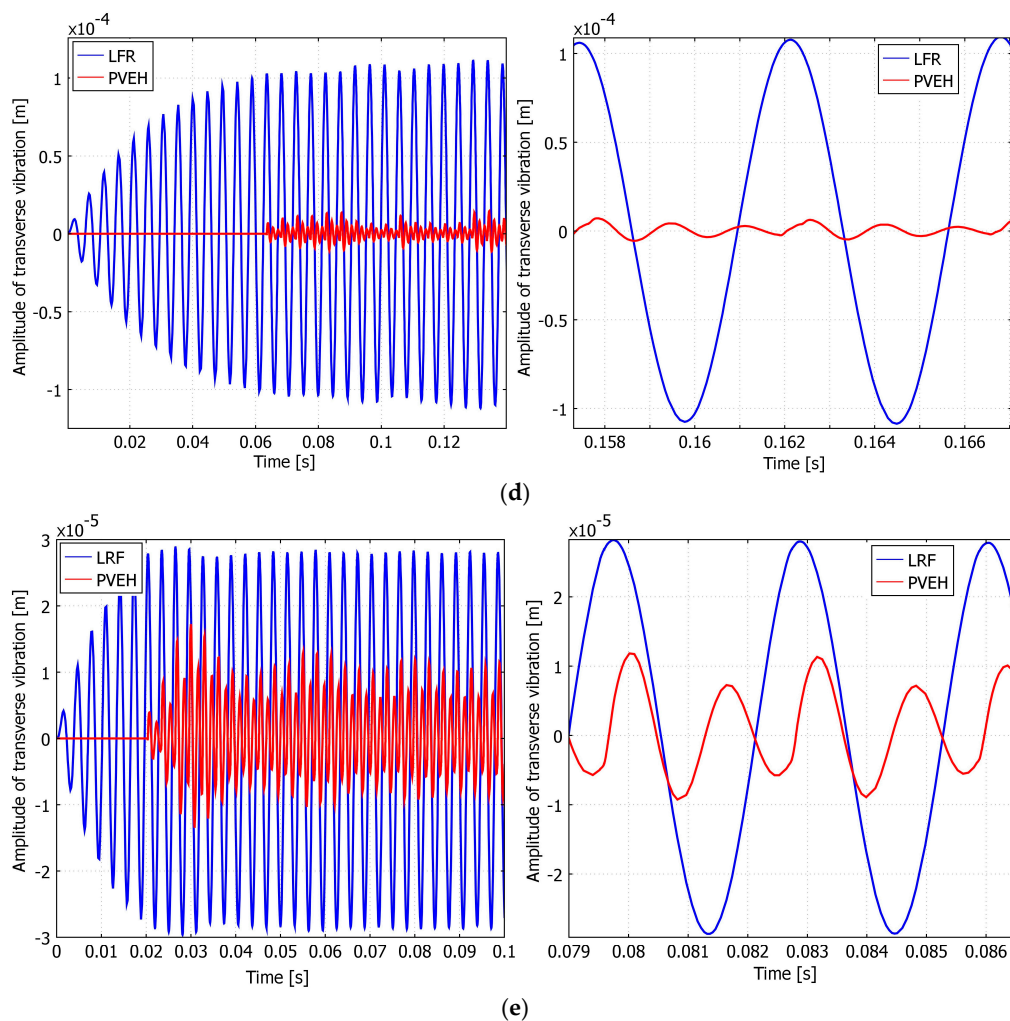 x10-4
LFR
PVEH
1
0.5
0
-0.5
-1
Amplitude of transverse vibration [m]
0.02 0.04 0.06 0.08 0.1 0.12
Time [s]
x10-4
LFR
PVEH
1
0.5
0
-0.5
-1
Amplitude of transverse vibration [m]
0.158 0.16 0.162 0.164 0.166
Time [s]
(d)
x10-5
LRF
PVEH
3
2
1
0
-1
-2
-3
Amplitude of transverse vibration [m]
0 0.01 0.02 0.03 0.04 0.05 0.06 0.07 0.08 0.09 0.1
Time [s]
x10-5
LRF
PVEH
2
1
0
-1
-2
Amplitude of transverse vibration [m]
0.079 0.08 0.081 0.082 0.083 0.084 0.085 0.086
Time [s]
(e)